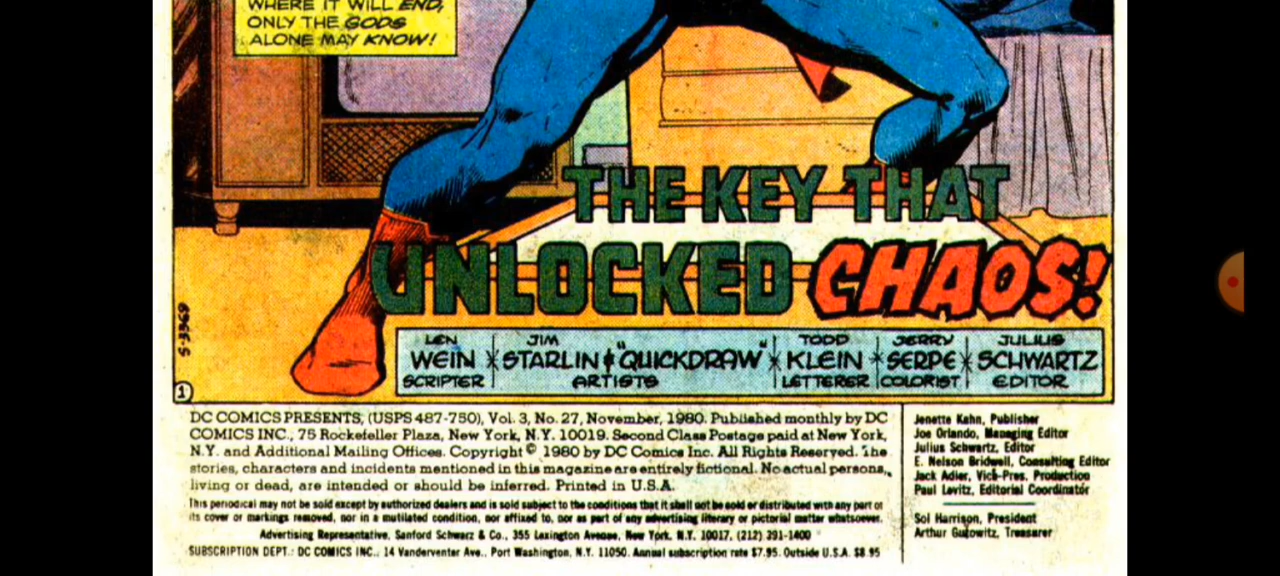 WHERE IT WILL END,
ONLY THE GODS
ALONE MAY KNOW!
THE KEY THAT
UNLOCKED CHAOS!
S-3369
LEN
WEIN
SCRIPTER
JIM
STARLIN & "QUICKDRAW"
ARTISTS
TODD
KLEIN
LETTERER
JERRY
SERPE
COLORIST
JULIUS
SCHWARTZ
EDITOR
1
DC COMICS PRESENTS, (USPS 487-750), Vol. 3, No. 27, November, 1980. Published monthly by DC
COMICS INC., 75 Rockefeller Plaza, New York, N.Y. 10019. Second Class Postage paid at New York,
N.Y. and Additional Mailing Offices. Copyright © 1980 by DC Comics Inc. All Rights Reserved. The
stories, characters and incidents mentioned in this magazine are entirely fictional. No actual persons,
living or dead, are intended or should be inferred. Printed in U.S.A.
This periodical may not be sold except by authorized dealers and is sold subject to the conditions that it shall not be sold or distributed with any part of
its cover or markings removed, nor in a mutilated condition, nor affixed to, nor as part of any advertising literary or pictorial matter whatsoever.
Advertising Representative, Sanford Schwarz & Co., 355 Lexington Avenue, New York, N.Y. 10017, (212) 391-1400
SUBSCRIPTION DEPT.: DC COMICS INC., 14 Vanderventer Ave., Port Washington, N.Y. 11050. Annual subscription rate $7.95. Outside U.S.A. $8.95
Jenette Kahn, Publisher
Joe Orlando, Managing Editor
Julius Schwartz, Editor
E. Nelson Bridwell, Consulting Editor
Jack Adler, Vice-Pres. Production
Paul Levitz, Editorial Coordinator
Sol Harrison, President
Arthur Gutowitz, Treasurer